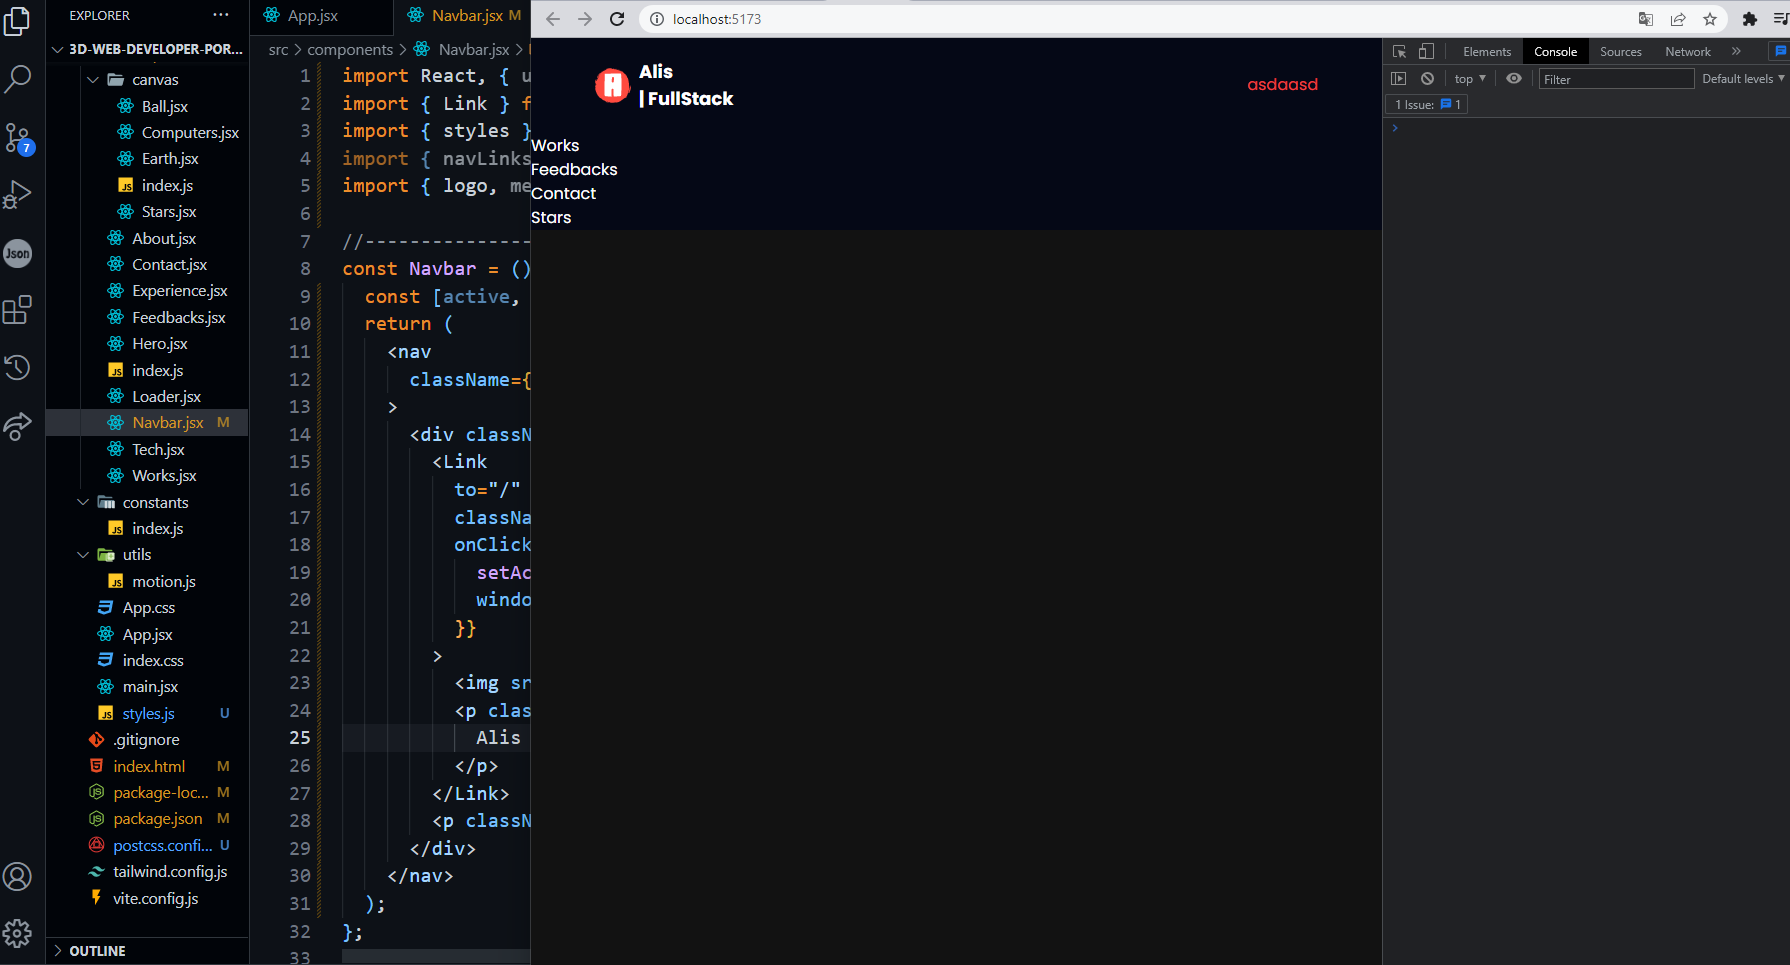 EXPLORER
3D-WEB-DEVELOPER-POR...
canvas
Ball.jsx
Computers.jsx
Earth.jsx
index.js
Stars.jsx
About.jsx
Contact.jsx
Experience.jsx
Feedbacks.jsx
Hero.jsx
index.js
Loader.jsx
Navbar.jsx M
Tech.jsx
Works.jsx
constants
index.js
utils
motion.js
App.css
App.jsx
index.css
main.jsx
styles.js U
.gitignore
index.html M
package-loc... M
package.json M
postcss.confi... U
tailwind.config.js
vite.config.js
OUTLINE
7
Json
App.jsx
Navbar.jsx M
src > components > Navbar.jsx >
1 import React, { u
2 import { Link } f
3 import { styles }
4 import { navLinks
5 import { logo, me
6
7 //---------------
8 const Navbar = ()
9 const [active,
10 return (
11 <nav
12 className={
13 >
14 <div classN
15 <Link
16 to="/"
17 classNa
18 onClick
19 setAc
20 windo
21 }}
22 >
23 <img sr
24 <p clas
25 Alis
26 </p>
27 </Link>
28 <p classN
29 </div>
30 </nav>
31 );
32 };
33
localhost:5173
A
Alis
| FullStack
asdaasd
Works
Feedbacks
Contact
Stars
Elements Console Sources Network »
top ▼ Filter Default levels ▼
1 Issue: 1